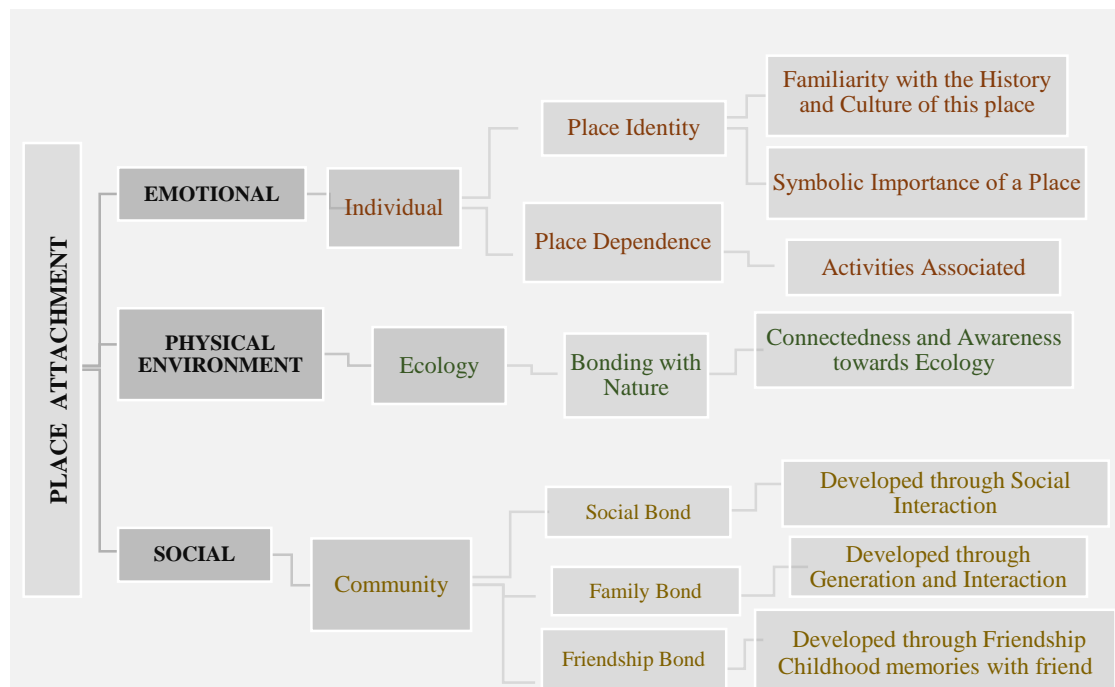 PLACE ATTACHMENT
EMOTIONAL
Individual
Place Identity
Familiarity with the History
and Culture of this place
Symbolic Importance of a Place
Place Dependence
Activities Associated
PHYSICAL
ENVIRONMENT
Ecology
Bonding with
Nature
Connectedness and Awareness
towards Ecology
SOCIAL
Community
Social Bond
Developed through Social
Interaction
Family Bond
Developed through
Generation and Interaction
Friendship Bond
Developed through Friendship
Childhood memories with friend